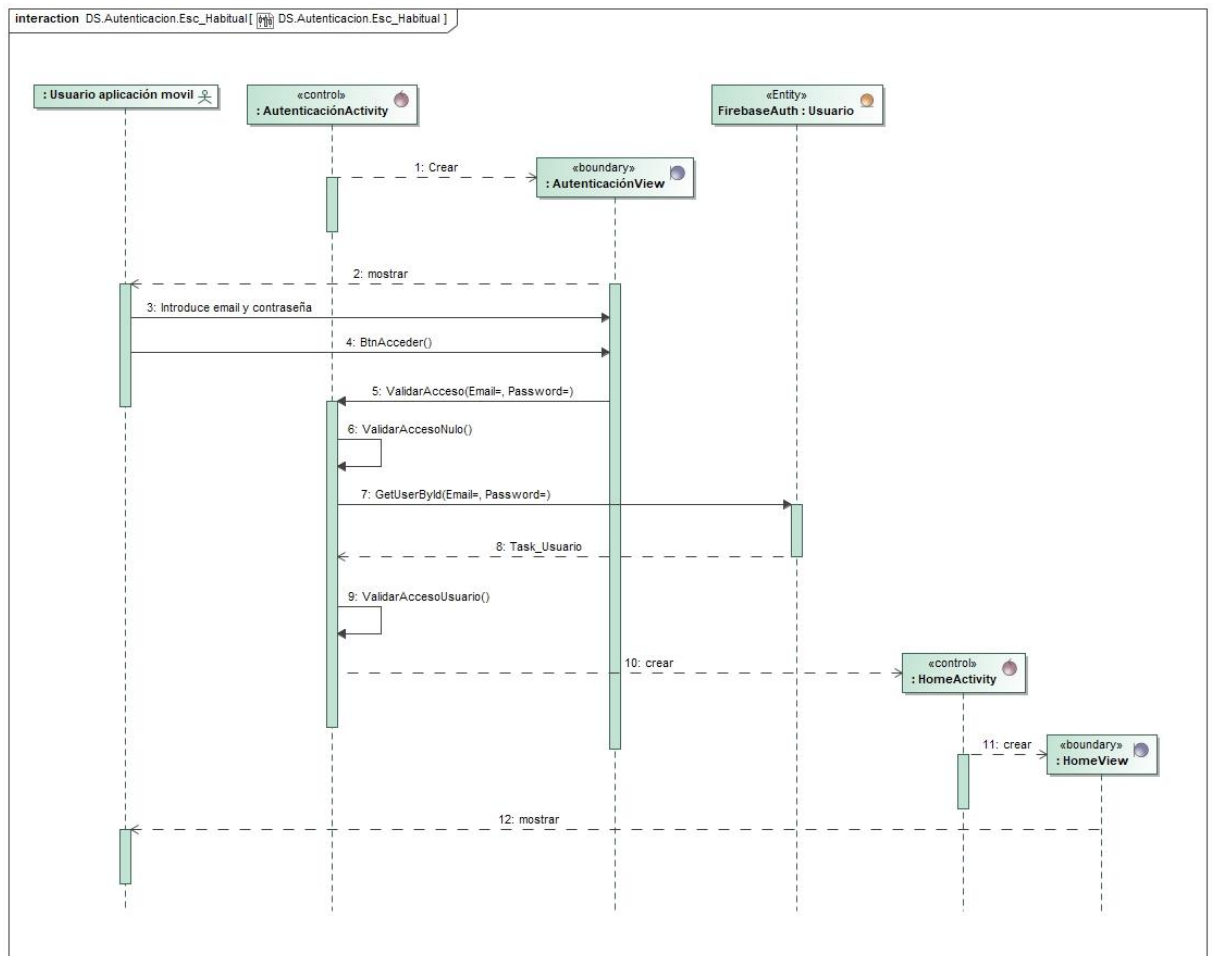 interaction DS.Autenticacion.Esc_Habitual[ DS.Autenticacion.Esc_Habitual ]
: Usuario aplicación movil
«control»
: AutenticaciónActivity
«Entity»
FirebaseAuth : Usuario
1: Crear
«boundary»
: AutenticaciónView
2: mostrar
3: Introduce email y contraseña
4: BtnAcceder()
5: ValidarAcceso(Email=, Password=)
6: ValidarAccesoNulo()
7: GetUserById(Email=, Password=)
8: Task_Usuario
9: ValidarAccesoUsuario()
10: crear
«control»
: HomeActivity
11: crear
«boundary»
: HomeView
12: mostrar